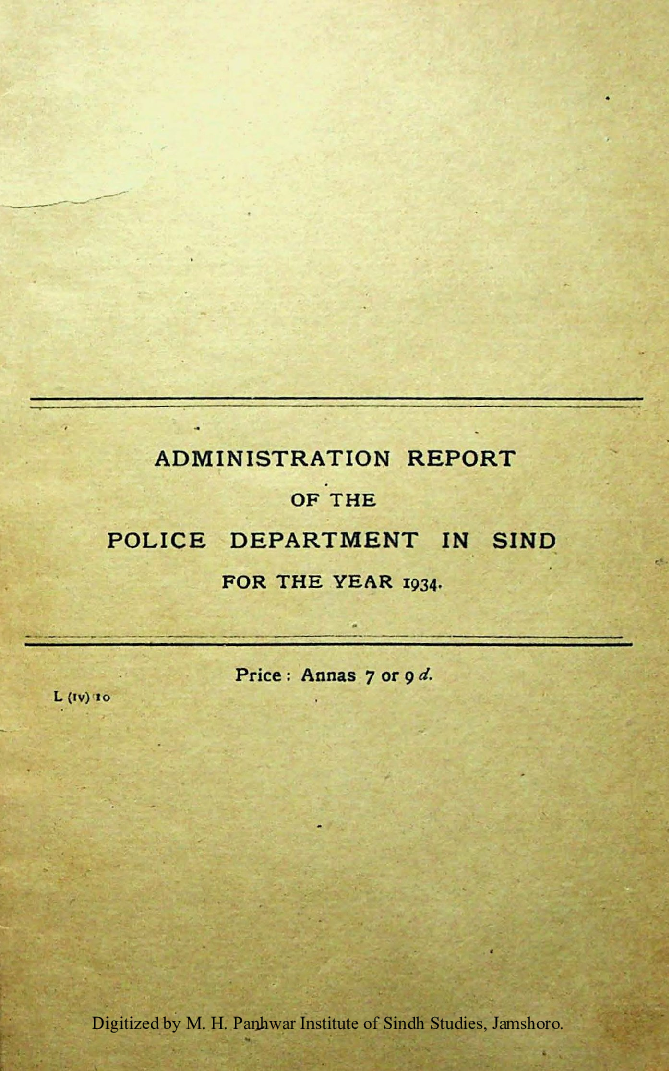 ADMINISTRATION REPORT
OF THE
POLICE DEPARTMENT IN SIND
FOR THE YEAR 1934.
Price: Annas 7 or 9 d.
L (IV) 10
Digitized by M. H. Panhwar Institute of Sindh Studies, Jamshoro.